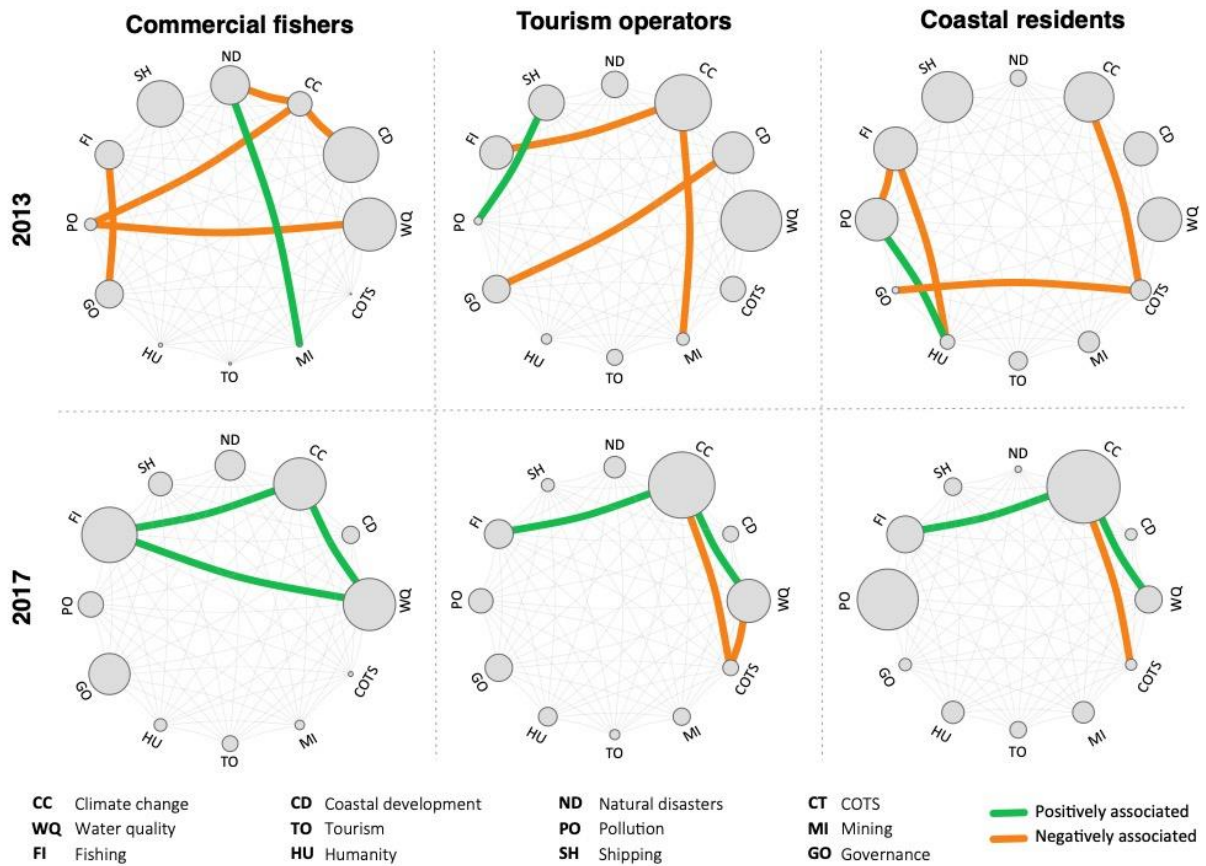 Commercial fishers
Tourism operators
Coastal residents
2013
ND
CC
CD
WQ
COTS
MI
TO
HU
GO
PO
FI
SH
ND
CC
CD
WQ
COTS
MI
TO
HU
GO
PO
FI
SH
ND
CC
CD
WQ
COTS
MI
TO
HU
GO
PO
FI
SH
2017
ND
CC
CD
WQ
COTS
MI
TO
HU
GO
PO
FI
SH
ND
CC
CD
WQ
COTS
MI
TO
HU
GO
PO
FI
SH
ND
CC
CD
WQ
COTS
MI
TO
HU
GO
PO
FI
SH
CC Climate change
WQ Water quality
FI Fishing
CD Coastal development
TO Tourism
HU Humanity
ND Natural disasters
PO Pollution
SH Shipping
CT COTS
MI Mining
GO Governance
Positively associated
Negatively associated